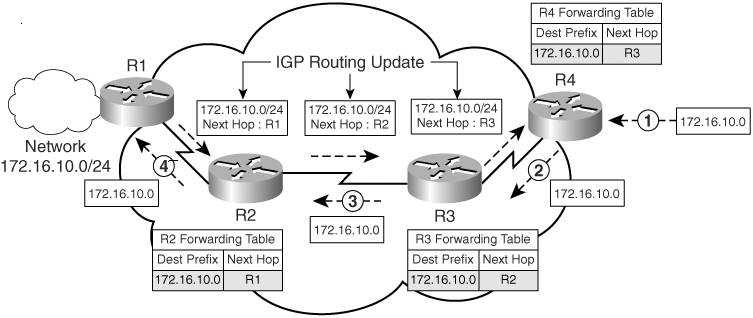 R4 Forwarding Table
Dest Prefix Next Hop
172.16.10.0 R3
R1
IGP Routing Update
R4
172.16.10.0/24
Next Hop : R1
172.16.10.0/24
Next Hop : R2
172.16.10.0/24
Next Hop : R3
1
172.16.10.0
Network
172.16.10.0/24
4
2
172.16.10.0
172.16.10.0
R2
3
R3
172.16.10.0
R2 Forwarding Table
Dest Prefix Next Hop
172.16.10.0 R1
R3 Forwarding Table
Dest Prefix Next Hop
172.16.10.0 R2